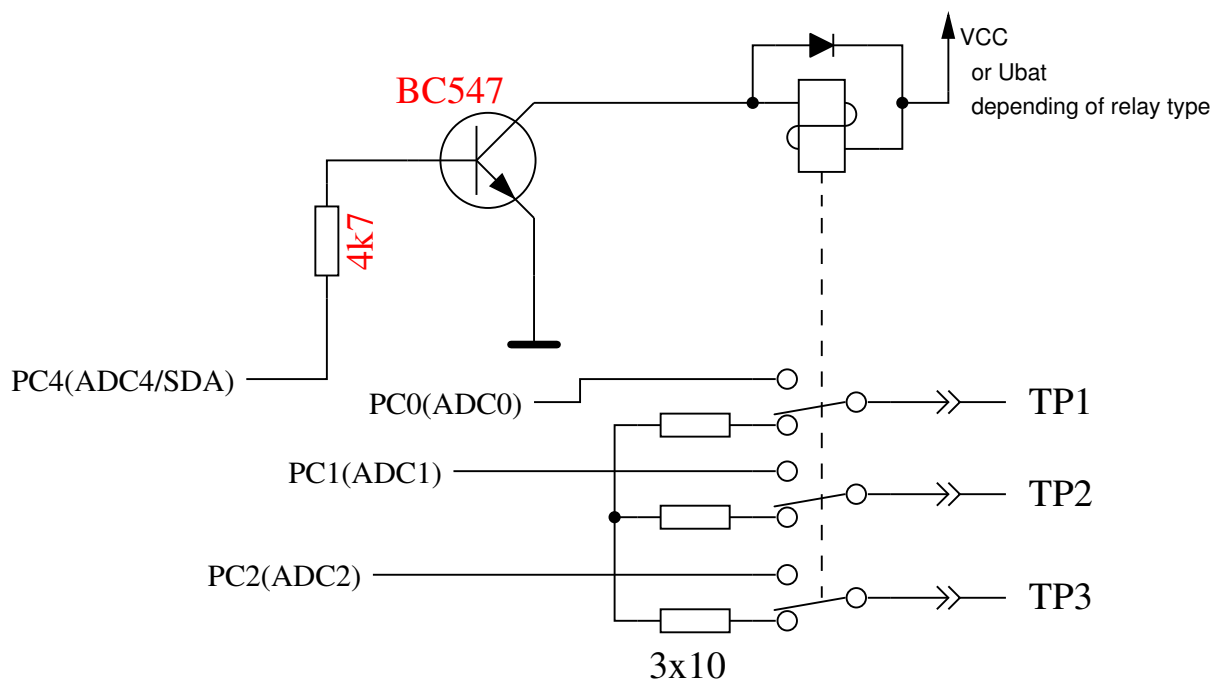 VCC
or Ubat
depending of relay type
BC547
4k7
PC4(ADC4/SDA)
PC0(ADC0)
TP1
PC1(ADC1)
TP2
PC2(ADC2)
TP3
3x10